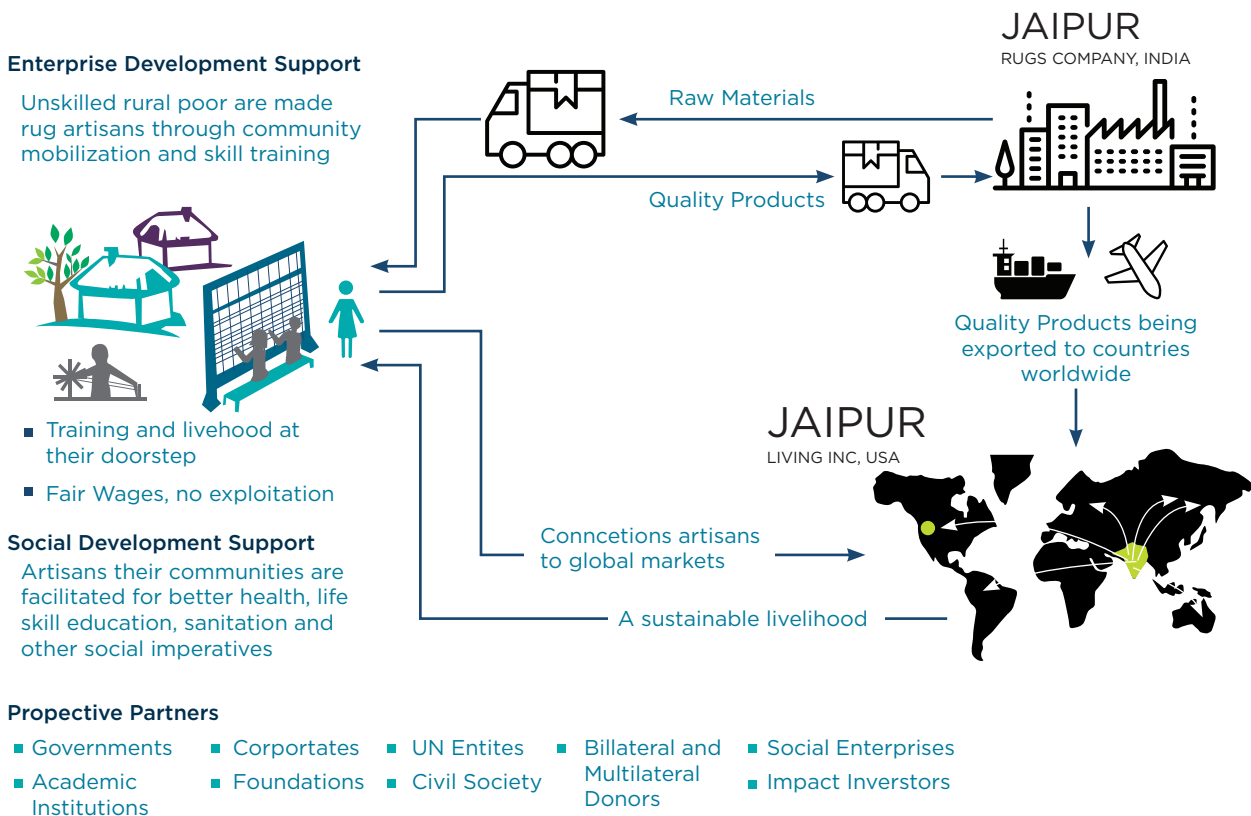 Enterprise Development Support
Unskilled rural poor are made
rug artisans through community
mobilization and skill training
Raw Materials
Quality Products
JAIPUR
RUGS COMPANY, INDIA
Quality Products being
exported to countries
worldwide
JAIPUR
LIVING INC, USA
Training and livehood at
their doorstep
Fair Wages, no exploitation
Social Development Support
Artisans their communities are
facilitated for better health, life
skill education, sanitation and
other social imperatives
Conncetions artisans
to global markets
A sustainable livelihood
Propective Partners
Governments
Academic
Institutions
Corportates
Foundations
UN Entites
Civil Society
Billateral and
Multilateral
Donors
Social Enterprises
Impact Inverstors